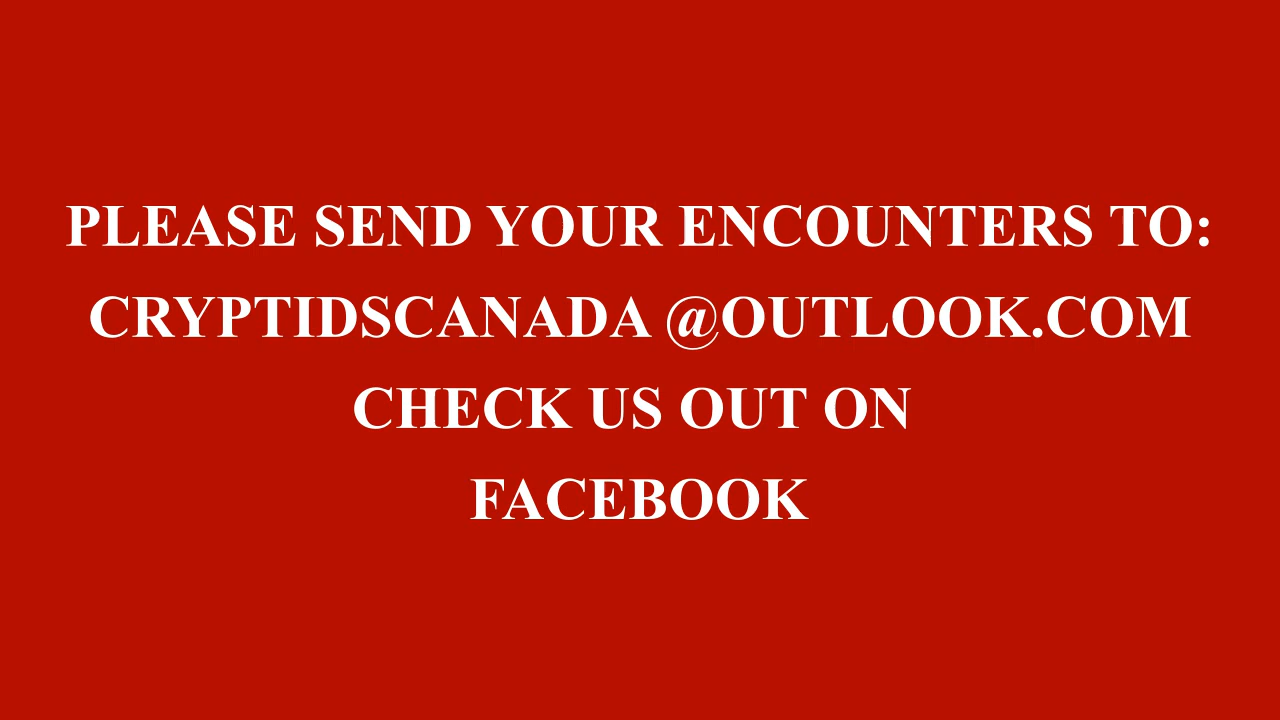 PLEASE SEND YOUR ENCOUNTERS TO:
CRYPTIDSCANADA @OUTLOOK.COM
CHECK US OUT ON
FACEBOOK